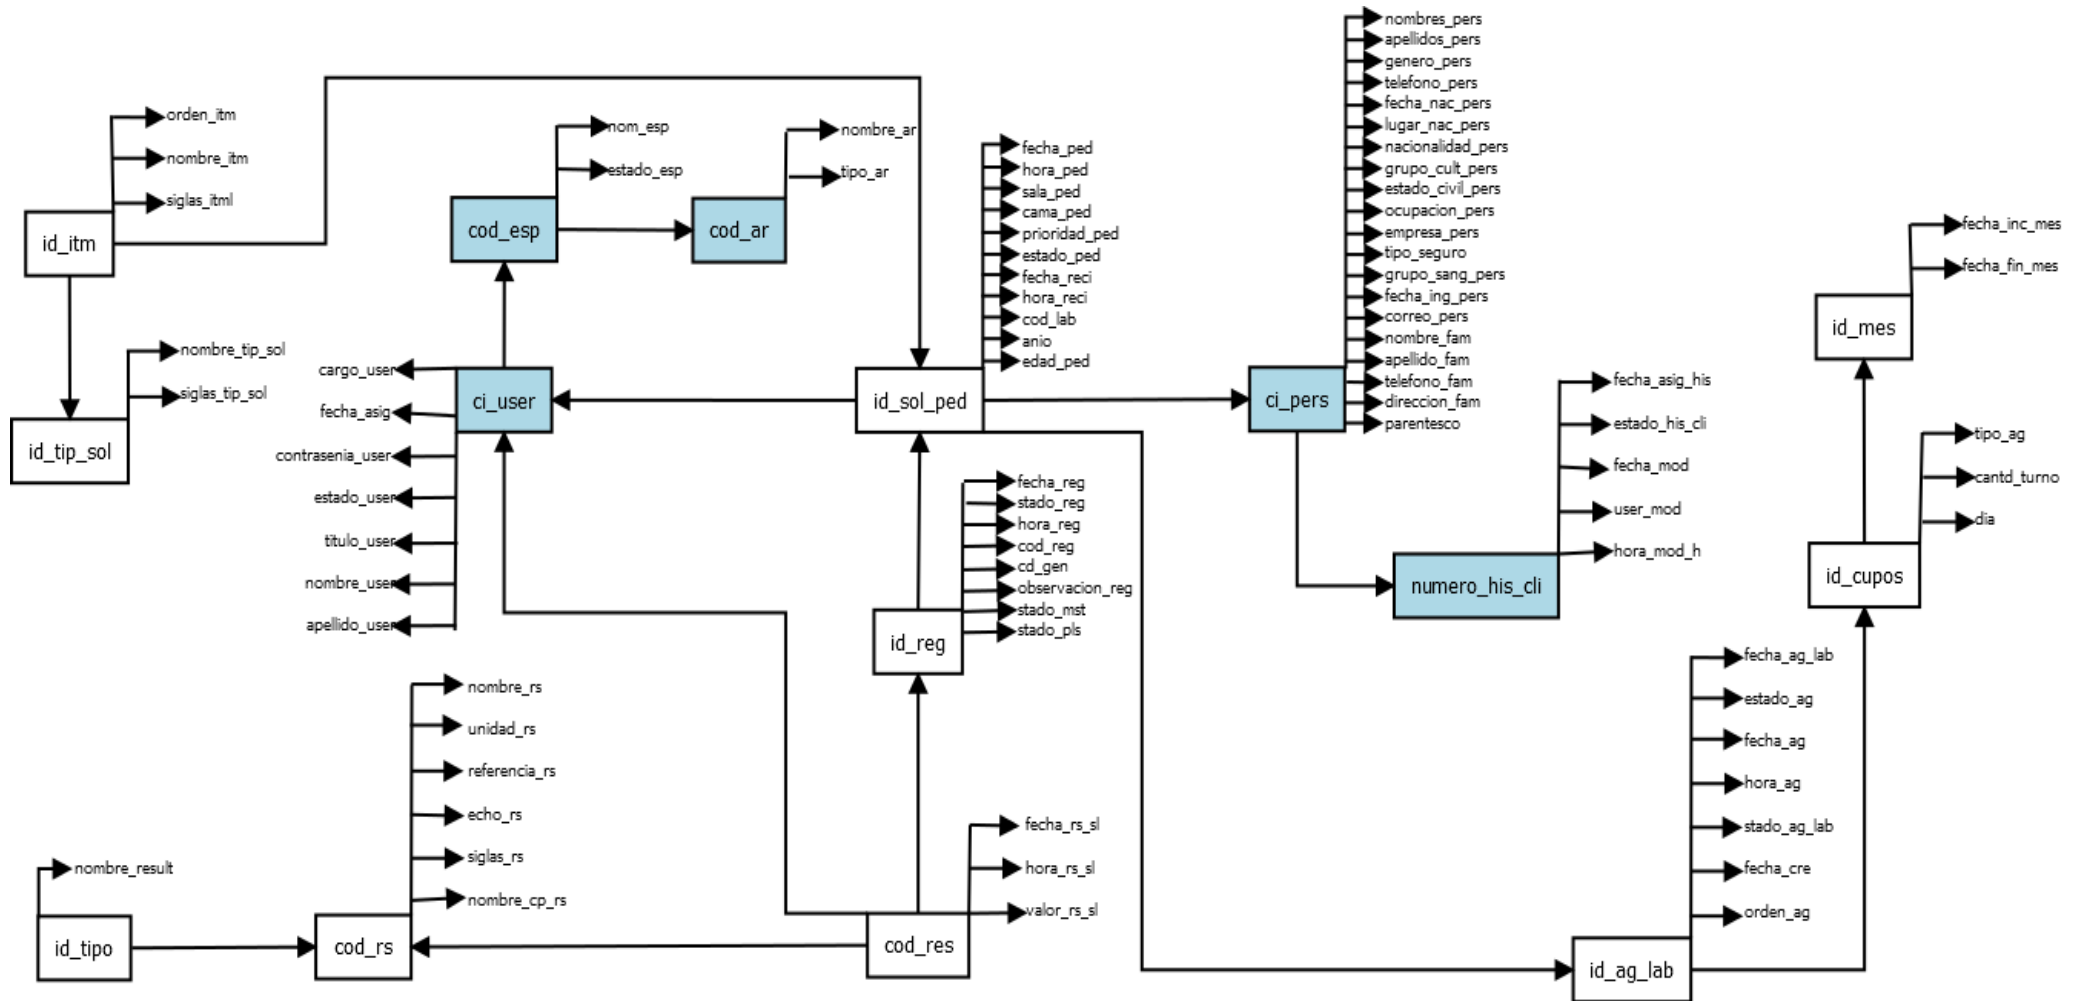 orden_itm
nombre_itm
siglas_itml
id_itm
nombre_tip_sol
siglas_tip_sol
id_tip_sol
nom_esp
estado_esp
cod_esp
nombre_ar
tipo_ar
cod_ar
cargo_user
fecha_asig
contrasenia_user
estado_user
titulo_user
nombre_user
apellido_user
ci_user
fecha_ped
hora_ped
sala_ped
cama_ped
prioridad_ped
estado_ped
fecha_reci
hora_reci
cod_lab
anio
edad_ped
id_sol_ped
nombres_pers
apellidos_pers
genero_pers
telefono_pers
fecha_nac_pers
lugar_nac_pers
nacionalidad_pers
grupo_cult_pers
estado_civil_pers
ocupacion_pers
empresa_pers
tipo_seguro
grupo_sang_pers
fecha_ing_pers
correo_pers
nombre_fam
apellido_fam
telefono_fam
direccion_fam
parentesco
ci_pers
fecha_asig_his
estado_his_cli
fecha_mod
user_mod
hora_mod_h
numero_his_cli
fecha_inc_mes
fecha_fin_mes
id_mes
tipo_ag
cantd_turno
dia
id_cupos
fecha_reg
stado_reg
hora_reg
cod_reg
cd_gen
observacion_reg
stado_mst
stado_pls
id_reg
nombre_rs
unidad_rs
referencia_rs
echo_rs
siglas_rs
nombre_cp_rs
cod_rs
nombre_result
id_tipo
fecha_rs_sl
hora_rs_sl
valor_rs_sl
cod_res
fecha_ag_lab
estado_ag
fecha_ag
hora_ag
stado_ag_lab
fecha_cre
orden_ag
id_ag_lab